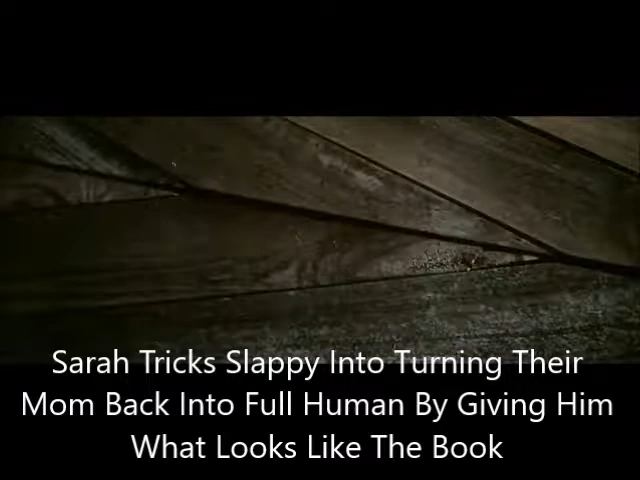 Sarah Tricks Slappy Into Turning Their
Mom Back Into Full Human By Giving Him
What Looks Like The Book